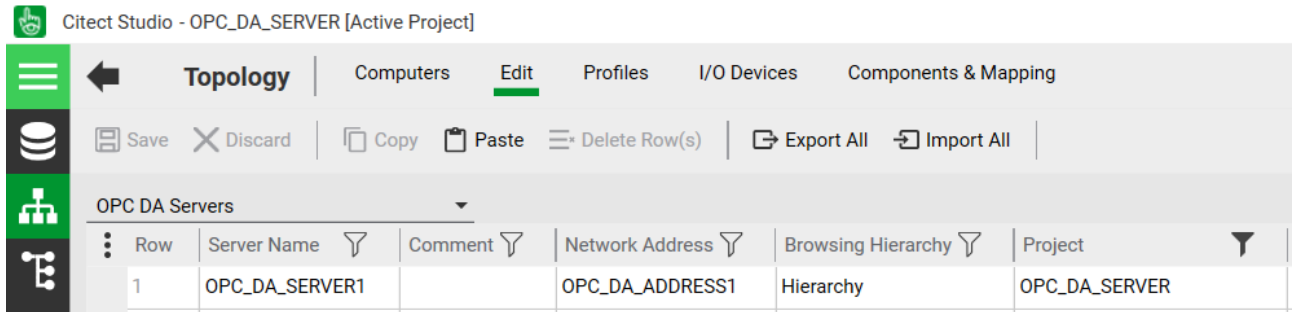 Citect Studio - OPC_DA_SERVER [Active Project]
Topology Computers Edit Profiles I/O Devices Components & Mapping
Save Discard Copy Paste Delete Row(s) Export All Import All
OPC DA Servers
Row Server Name Comment Network Address Browsing Hierarchy Project
1 OPC_DA_SERVER1 OPC_DA_ADDRESS1 Hierarchy OPC_DA_SERVER